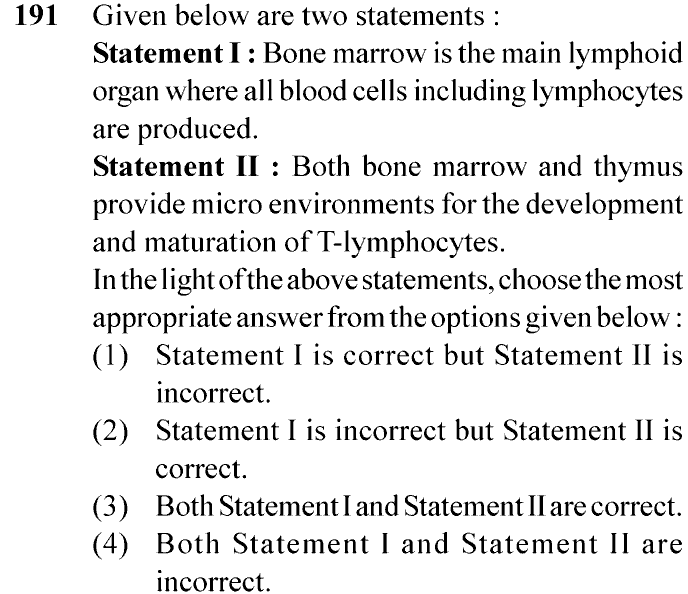 191 Given below are two statements :
Statement I : Bone marrow is the main lymphoid
organ where all blood cells including lymphocytes
are produced.
Statement II : Both bone marrow and thymus
provide micro environments for the development
and maturation of T-lymphocytes.
In the light of the above statements, choose the most
appropriate answer from the options given below :
(1) Statement I is correct but Statement II is
incorrect.
(2) Statement I is incorrect but Statement II is
correct.
(3) Both Statement I and Statement II are correct.
(4) Both Statement I and Statement II are
incorrect.